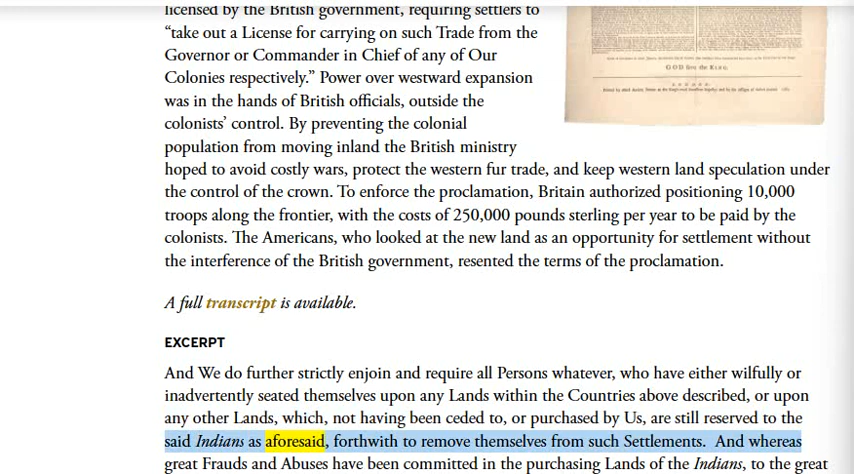 licensed by the British government, requiring settlers to
“take out a License for carrying on such Trade from the
Governor or Commander in Chief of any of Our
Colonies respectively.” Power over westward expansion
was in the hands of British officials, outside the
colonists’ control. By preventing the colonial
population from moving inland the British ministry
hoped to avoid costly wars, protect the western fur trade, and keep western land speculation under
the control of the crown. To enforce the proclamation, Britain authorized positioning 10,000
troops along the frontier, with the costs of 250,000 pounds sterling per year to be paid by the
colonists. The Americans, who looked at the new land as an opportunity for settlement without
the interference of the British government, resented the terms of the proclamation.
A full transcript is available.
EXCERPT
And We do further strictly enjoin and require all Persons whatever, who have either wilfully or
inadvertently seated themselves upon any Lands within the Countries above described, or upon
any other Lands, which, not having been ceded to, or purchased by Us, are still reserved to the
said Indians as aforesaid, forthwith to remove themselves from such Settlements.  And whereas
great Frauds and Abuses have been committed in the purchasing Lands of the Indians, to the great
GOD save the KING.